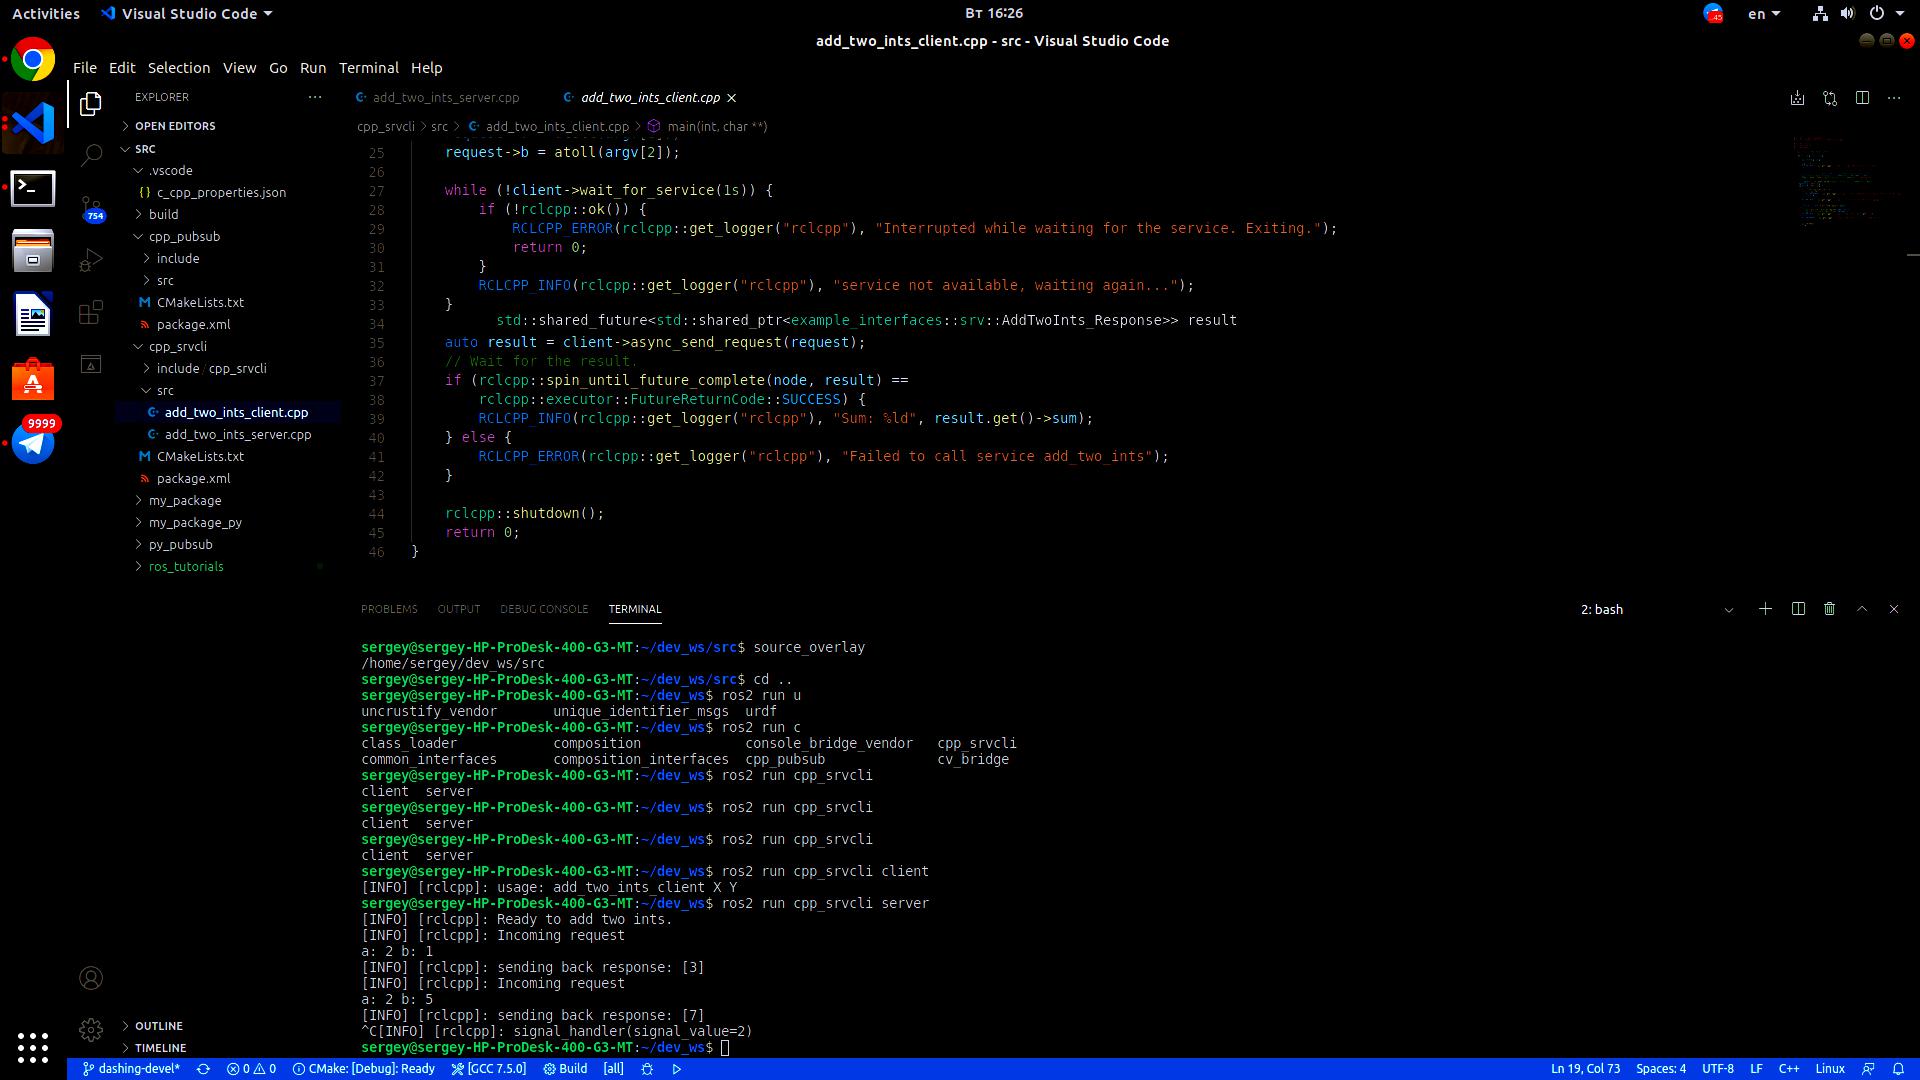 Activities Visual Studio Code Вт 16:26 45 en
add_two_ints_client.cpp - src - Visual Studio Code
File Edit Selection View Go Run Terminal Help
EXPLORER
OPEN EDITORS
SRC
.vscode
{} c_cpp_properties.json
build
cpp_pubsub
include
src
M CMakeLists.txt
package.xml
cpp_srvcli
include / cpp_srvcli
src
add_two_ints_client.cpp
add_two_ints_server.cpp
M CMakeLists.txt
package.xml
my_package
my_package_py
py_pubsub
ros_tutorials
OUTLINE
TIMELINE
754
9999
add_two_ints_server.cpp add_two_ints_client.cpp
cpp_srvcli > src > add_two_ints_client.cpp > main(int, char **)
25 request->b = atoll(argv[2]);
26
27 while (!client->wait_for_service(1s)) {
28 if (!rclcpp::ok()) {
29 RCLCPP_ERROR(rclcpp::get_logger("rclcpp"), "Interrupted while waiting for the service. Exiting.");
30 return 0;
31 }
32 RCLCPP_INFO(rclcpp::get_logger("rclcpp"), "service not available, waiting again...");
33 }
34 std::shared_future<std::shared_ptr<example_interfaces::srv::AddTwoInts_Response>> result
35 auto result = client->async_send_request(request);
36 // Wait for the result.
37 if (rclcpp::spin_until_future_complete(node, result) ==
38 rclcpp::executor::FutureReturnCode::SUCCESS) {
39 RCLCPP_INFO(rclcpp::get_logger("rclcpp"), "Sum: %ld", result.get()->sum);
40 } else {
41 RCLCPP_ERROR(rclcpp::get_logger("rclcpp"), "Failed to call service add_two_ints");
42 }
43
44 rclcpp::shutdown();
45 return 0;
46 }
PROBLEMS OUTPUT DEBUG CONSOLE TERMINAL 2: bash
sergey@sergey-HP-ProDesk-400-G3-MT:~/dev_ws/src$ source_overlay
/home/sergey/dev_ws/src
sergey@sergey-HP-ProDesk-400-G3-MT:~/dev_ws/src$ cd ..
sergey@sergey-HP-ProDesk-400-G3-MT:~/dev_ws$ ros2 run u
uncrustify_vendor unique_identifier_msgs urdf
sergey@sergey-HP-ProDesk-400-G3-MT:~/dev_ws$ ros2 run c
class_loader composition console_bridge_vendor cpp_srvcli
common_interfaces composition_interfaces cpp_pubsub cv_bridge
sergey@sergey-HP-ProDesk-400-G3-MT:~/dev_ws$ ros2 run cpp_srvcli
client server
sergey@sergey-HP-ProDesk-400-G3-MT:~/dev_ws$ ros2 run cpp_srvcli
client server
sergey@sergey-HP-ProDesk-400-G3-MT:~/dev_ws$ ros2 run cpp_srvcli
client server
sergey@sergey-HP-ProDesk-400-G3-MT:~/dev_ws$ ros2 run cpp_srvcli client
[INFO] [rclcpp]: usage: add_two_ints_client X Y
sergey@sergey-HP-ProDesk-400-G3-MT:~/dev_ws$ ros2 run cpp_srvcli server
[INFO] [rclcpp]: Ready to add two ints.
[INFO] [rclcpp]: Incoming request
a: 2 b: 1
[INFO] [rclcpp]: sending back response: [3]
[INFO] [rclcpp]: Incoming request
a: 2 b: 5
[INFO] [rclcpp]: sending back response: [7]
^C[INFO] [rclcpp]: signal_handler(signal_value=2)
sergey@sergey-HP-ProDesk-400-G3-MT:~/dev_ws$
dashing-devel* 0 0 CMake: [Debug]: Ready [GCC 7.5.0] Build [all] Ln 19, Col 73 Spaces: 4 UTF-8 LF C++ Linux